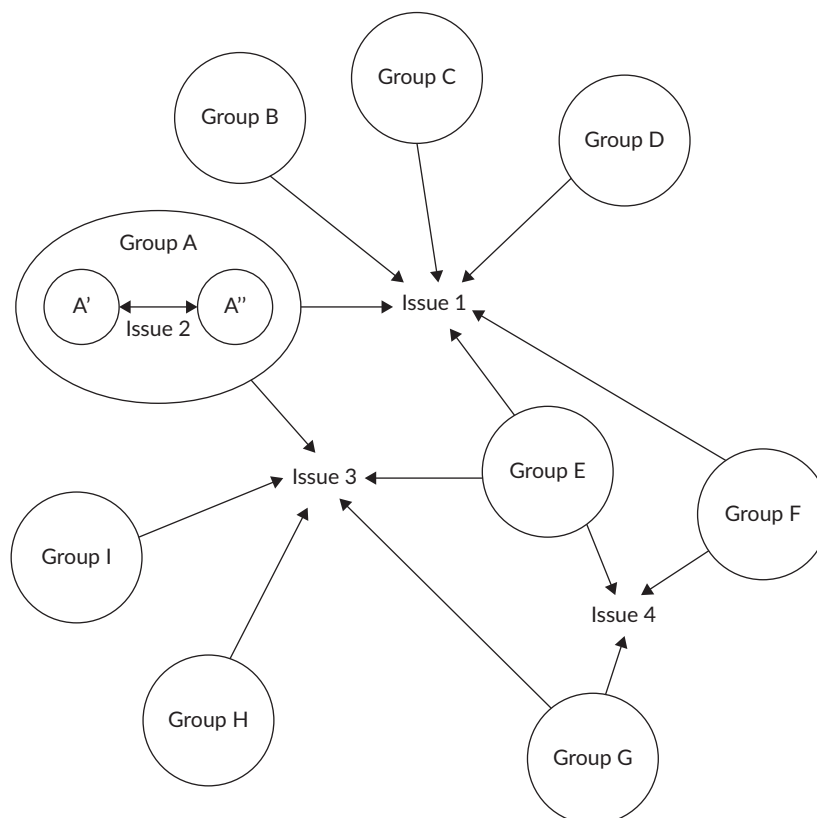 Group C
Group B
Group D
Group A
A'
A''
Issue 2
Issue 1
Group E
Issue 3
Group F
Group I
Issue 4
Group H
Group G